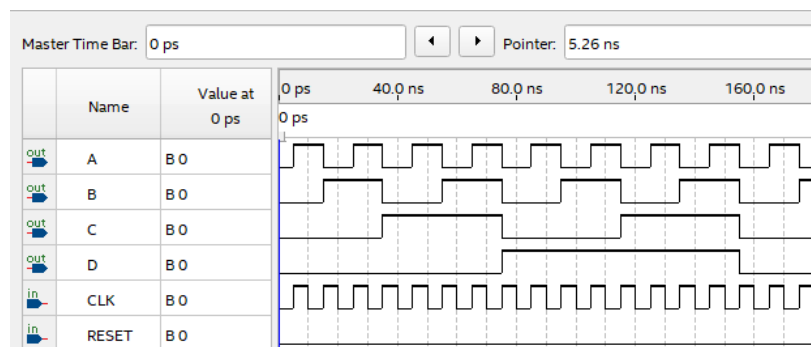 Master Time Bar: 0 ps Pointer: 5.26 ns
Name Value at 0 ps 0 ps 40.0 ns 80.0 ns 120.0 ns 160.0 ns
0 ps
out A B 0
out B B 0
out C B 0
out D B 0
in CLK B 0
in RESET B 0